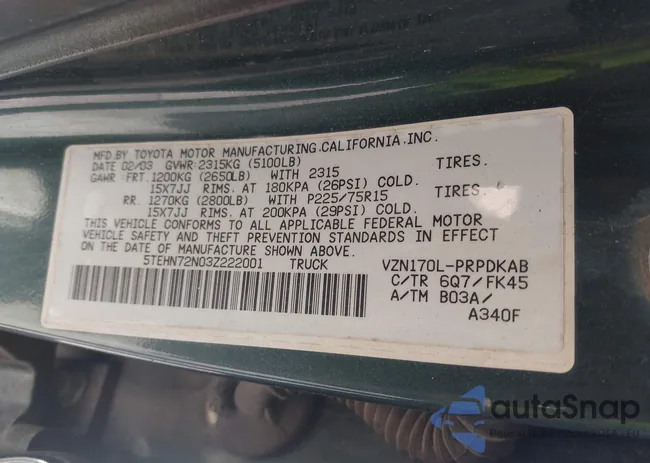 MFD.BY TOYOTA MOTOR MANUFACTURING,CALIFORNIA,INC.
DATE 02/03 GVWR:2315KG (5100LB)
GAWR FRT. 1200KG (2650LB) WITH 2315 TIRES.
15X7JJ RIMS. AT 180KPA (26PSI) COLD.
RR. 1270KG (2800LB) WITH P225/75R15 TIRES.
15X7JJ RIMS. AT 200KPA (29PSI) COLD.
THIS VEHICLE CONFORMS TO ALL APPLICABLE FEDERAL MOTOR
VEHICLE SAFETY AND THEFT PREVENTION STANDARDS IN EFFECT
ON THE DATE OF MANUFACTURE SHOWN ABOVE.
5TEHN72N03Z222001 TRUCK VZN170L-PRPDKAB
C/TR 6Q7/FK45
A/TM B03A/
A340F
autaSnap